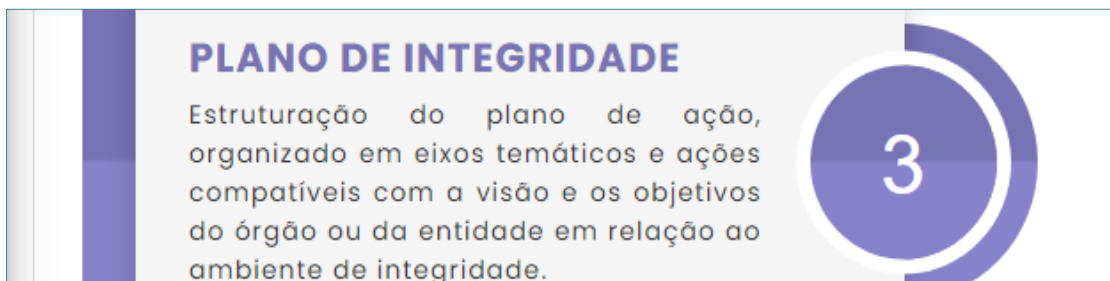 PLANO DE INTEGRIDADE
Estruturação do plano de ação,
organizado em eixos temáticos e ações
compatíveis com a visão e os objetivos
do órgão ou da entidade em relação ao
ambiente de integridade.
3